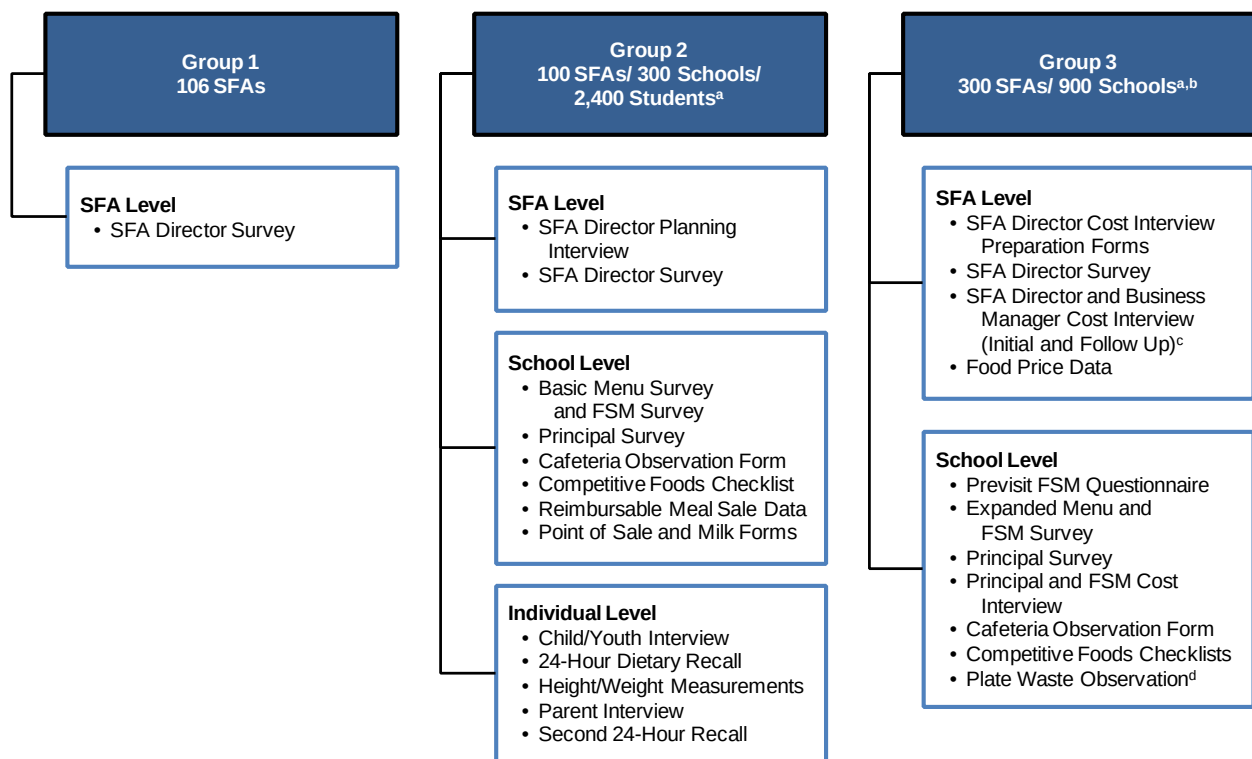 Group 1
106 SFAs
SFA Level
• SFA Director Survey
Group 2
100 SFAs/ 300 Schools/
2,400 Studentsᵃ
SFA Level
• SFA Director Planning
Interview
• SFA Director Survey
School Level
• Basic Menu Survey
and FSM Survey
• Principal Survey
• Cafeteria Observation Form
• Competitive Foods Checklist
• Reimbursable Meal Sale Data
• Point of Sale and Milk Forms
Individual Level
• Child/Youth Interview
• 24-Hour Dietary Recall
• Height/Weight Measurements
• Parent Interview
• Second 24-Hour Recall
Group 3
300 SFAs/ 900 Schoolsᵃ,ᵇ
SFA Level
• SFA Director Cost Interview
Preparation Forms
• SFA Director Survey
• SFA Director and Business
Manager Cost Interview
(Initial and Follow Up)ᶜ
• Food Price Data
School Level
• Previsit FSM Questionnaire
• Expanded Menu and
FSM Survey
• Principal Survey
• Principal and FSM Cost
Interview
• Cafeteria Observation Form
• Competitive Foods Checklists
• Plate Waste Observationᵈ